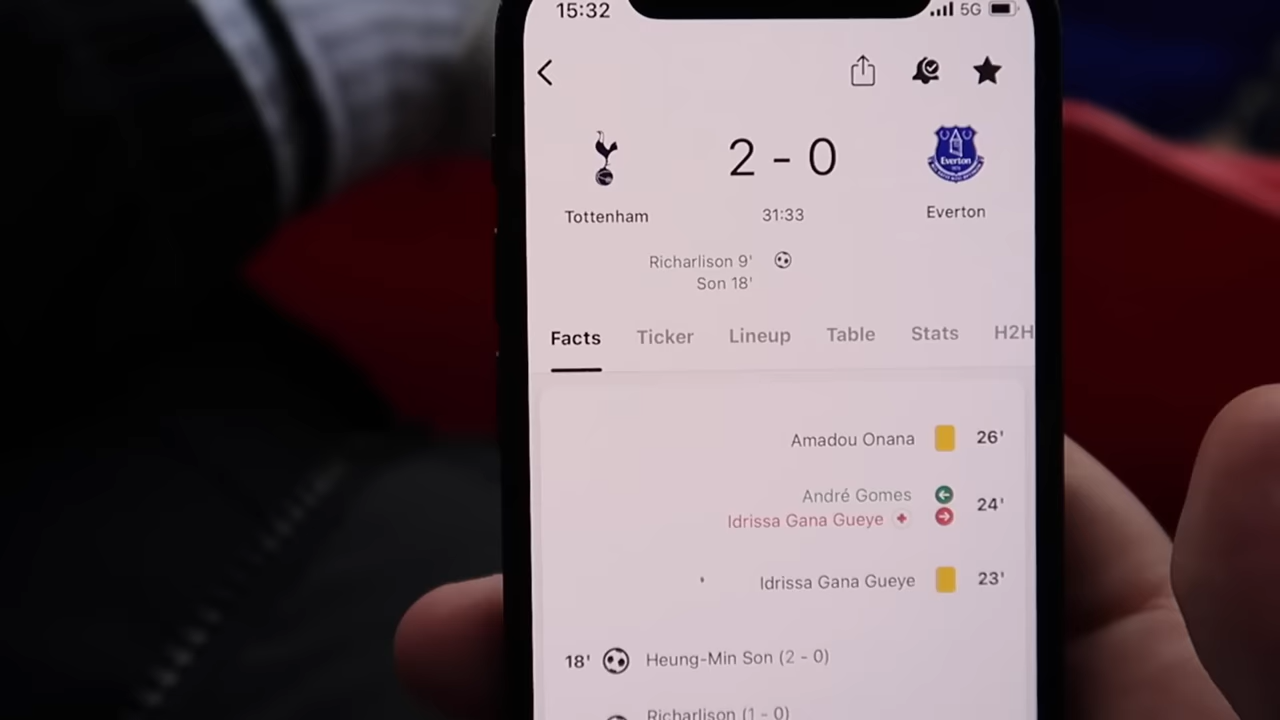 15:32 5G
2 - 0
Everton
Tottenham 31:33 Everton
Richarlison 9'
Son 18'
Facts Ticker Lineup Table Stats H2H
Amadou Onana 26'
André Gomes
Idrissa Gana Gueye 24'
Idrissa Gana Gueye 23'
18' Heung-Min Son (2 - 0)
Richarlison (1 - 0)